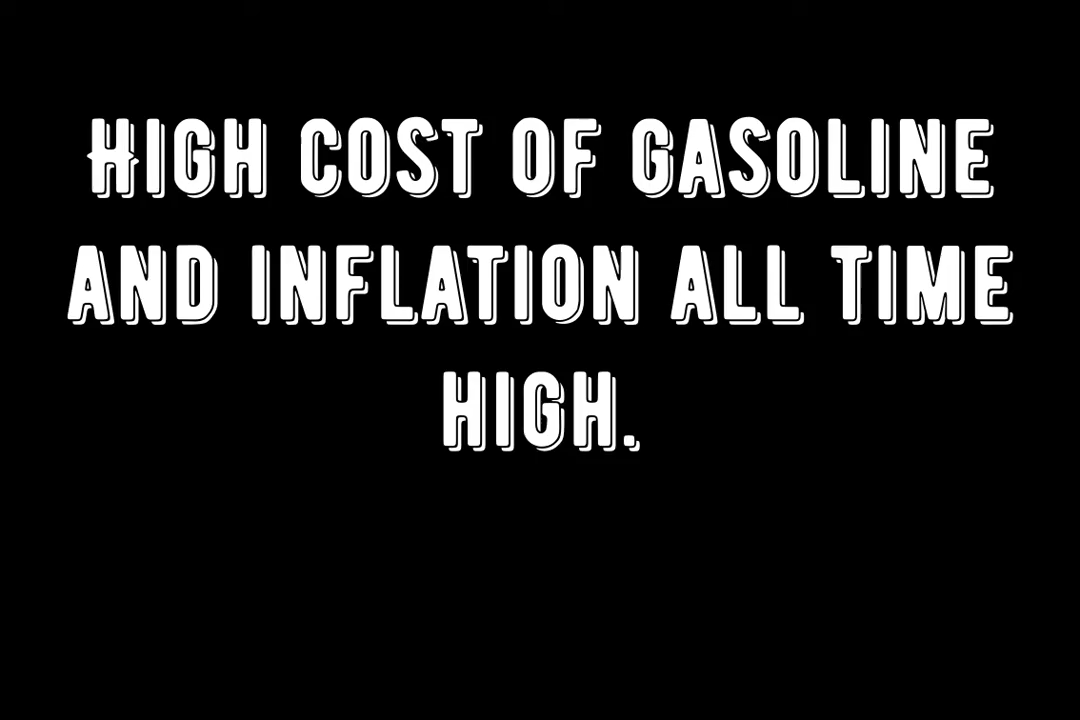 High cost of gasoline
and inflation all time
high.